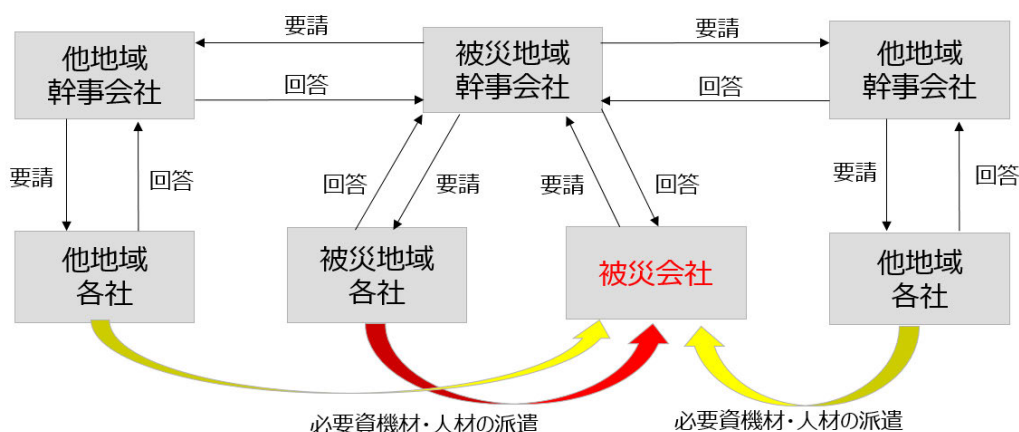 要請
要請
他地域
幹事会社
被災地域
幹事会社
他地域
幹事会社
回答
回答
要請
回答
回答
要請
要請
回答
要請
回答
他地域
各社
被災地域
各社
被災会社
他地域
各社
必要資機材・人材の派遣
必要資機材・人材の派遣